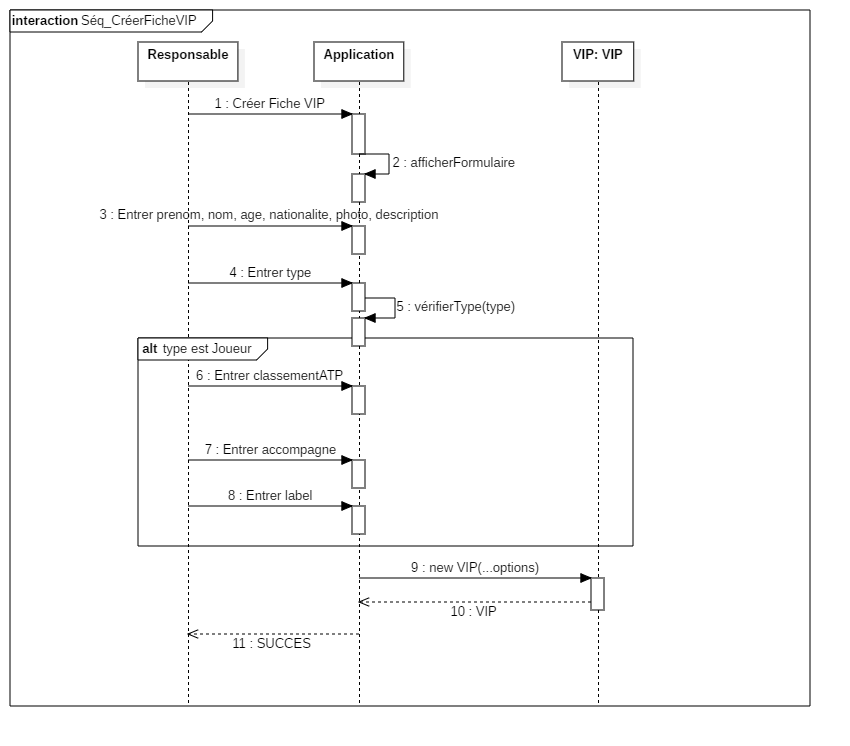 interaction Séq_CréerFicheVIP
Responsable
Application
VIP: VIP
1 : Créer Fiche VIP
2 : afficherFormulaire
3 : Entrer prenom, nom, age, nationalite, photo, description
4 : Entrer type
5 : vérifierType(type)
alt type est Joueur
6 : Entrer classementATP
7 : Entrer accompagne
8 : Entrer label
9 : new VIP(...options)
10 : VIP
11 : SUCCES